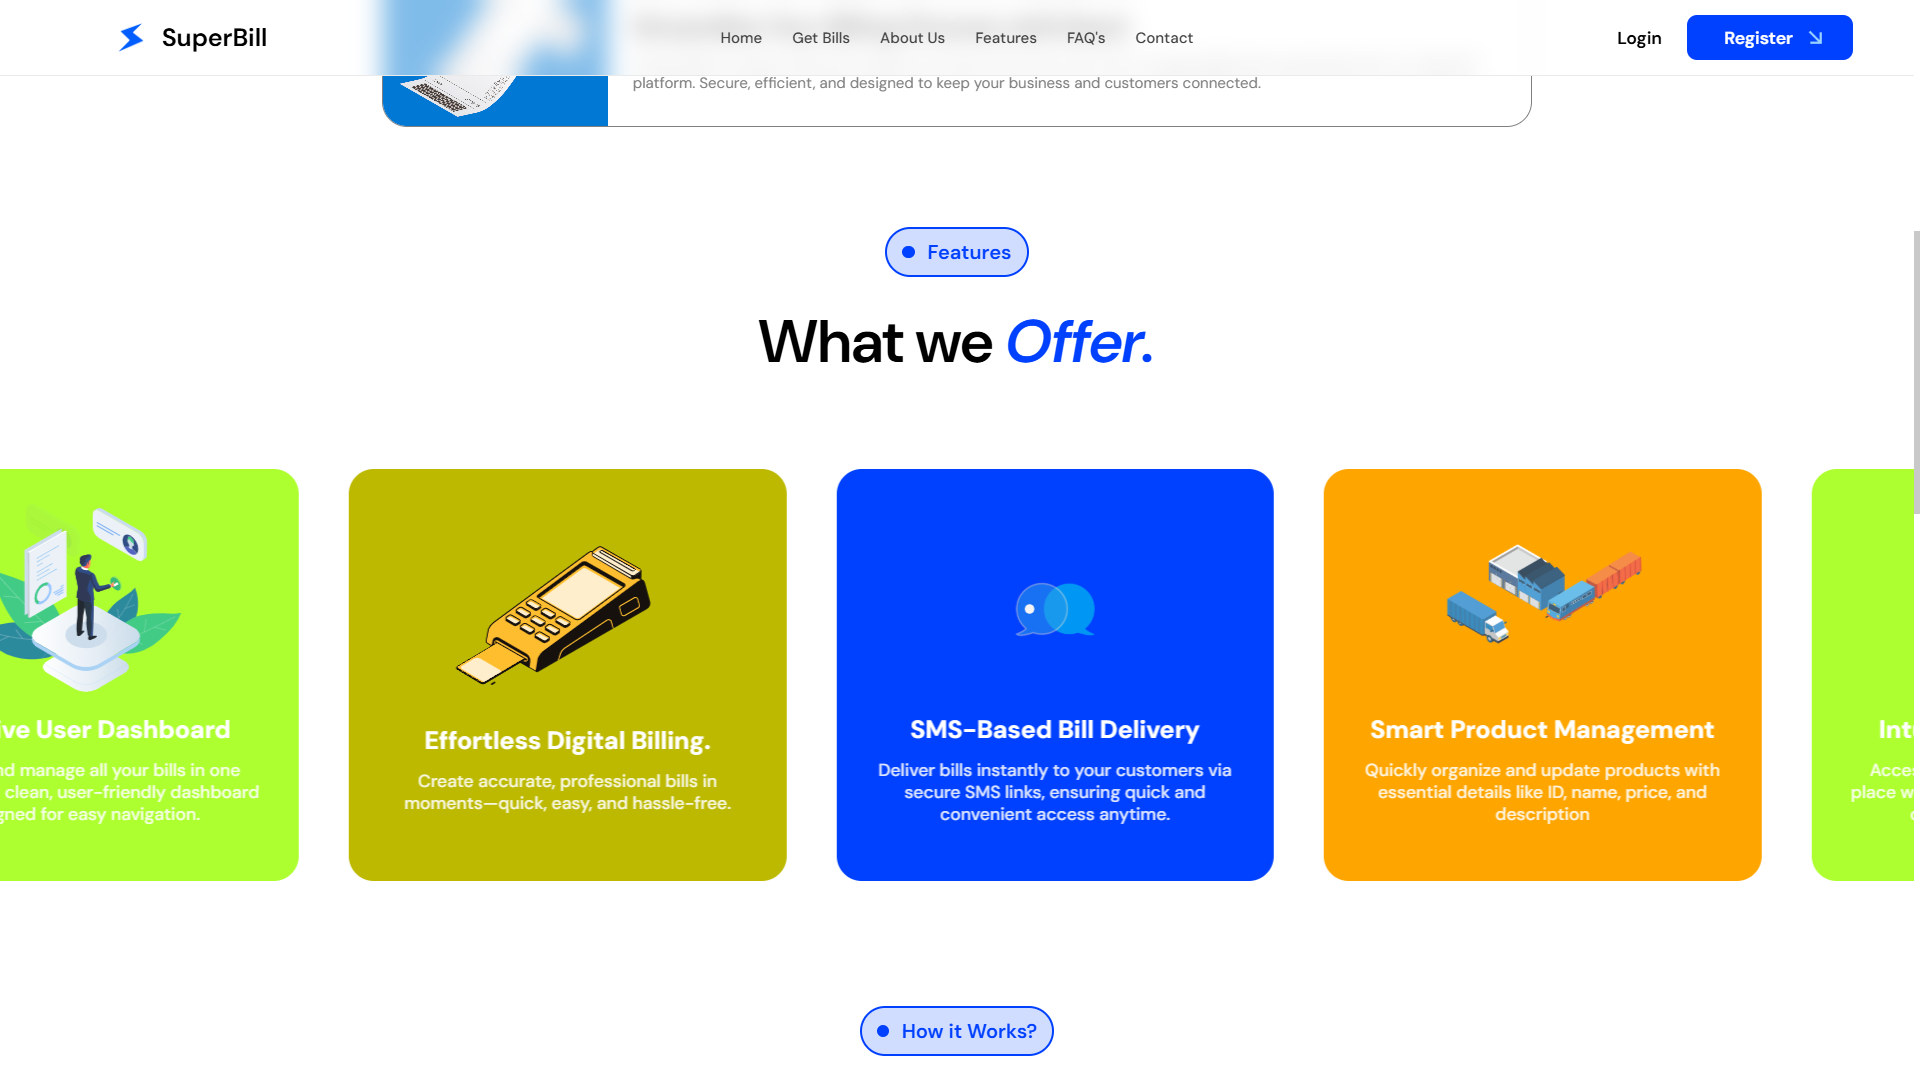 SuperBill
Home
Get Bills
About Us
Features
FAQ's
Contact
Login
Register
platform. Secure, efficient, and designed to keep your business and customers connected.
Features
What we Offer.
ive User Dashboard
nd manage all your bills in one
clean, user-friendly dashboard
gned for easy navigation.
Effortless Digital Billing.
Create accurate, professional bills in
moments—quick, easy, and hassle-free.
SMS-Based Bill Delivery
Deliver bills instantly to your customers via
secure SMS links, ensuring quick and
convenient access anytime.
Smart Product Management
Quickly organize and update products with
essential details like ID, name, price, and
description
Int
Acce
place w
How it Works?